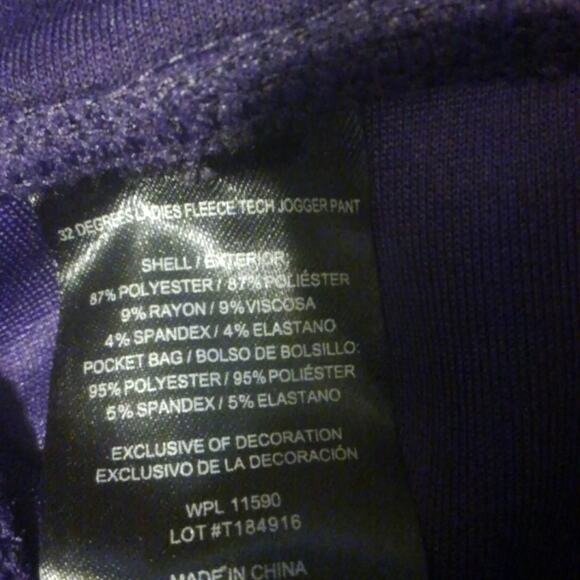 32 DEGREES LADIES FLEECE TECH JOGGER PANT
SHELL / EXTERIOR:
87% POLYESTER / 87% POLIÉSTER
9% RAYON / 9% VISCOSA
4% SPANDEX / 4% ELASTANO
POCKET BAG / BOLSO DE BOLSILLO:
95% POLYESTER / 95% POLIÉSTER
5% SPANDEX / 5% ELASTANO
EXCLUSIVE OF DECORATION
EXCLUSIVO DE LA DECORACIÓN
WPL 11590
LOT #T184916
MADE IN CHINA